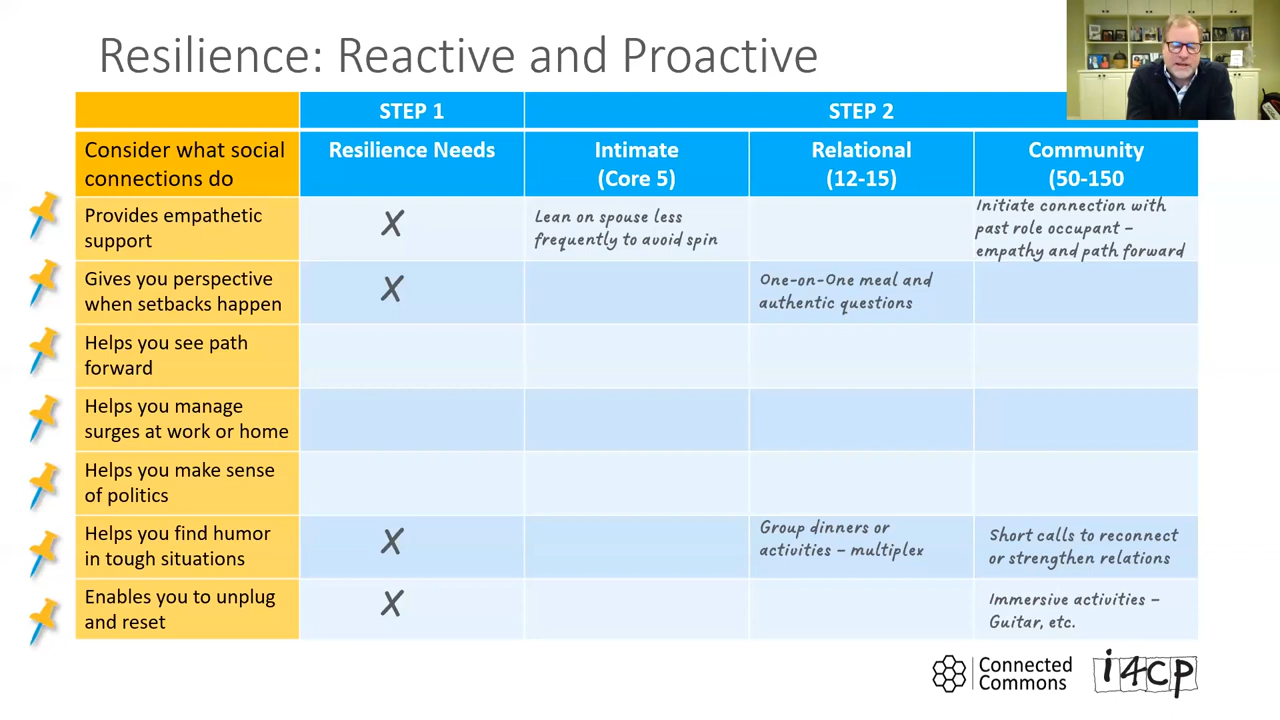 Resilience: Reactive and Proactive
STEP 1
STEP 2
Consider what social
connections do
Resilience Needs
Intimate
(Core 5)
Relational
(12-15)
Community
(50-150
Provides empathetic
support
X
Lean on spouse less
frequently to avoid spin
Initiate connection with
past role occupant –
empathy and path forward
Gives you perspective
when setbacks happen
X
One-on-One meal and
authentic questions
Helps you see path
forward
Helps you manage
surges at work or home
Helps you make sense
of politics
Helps you find humor
in tough situations
X
Group dinners or
activities – multiplex
Short calls to reconnect
or strengthen relations
Enables you to unplug
and reset
X
Immersive activities –
Guitar, etc.
Connected
Commons
i4cp